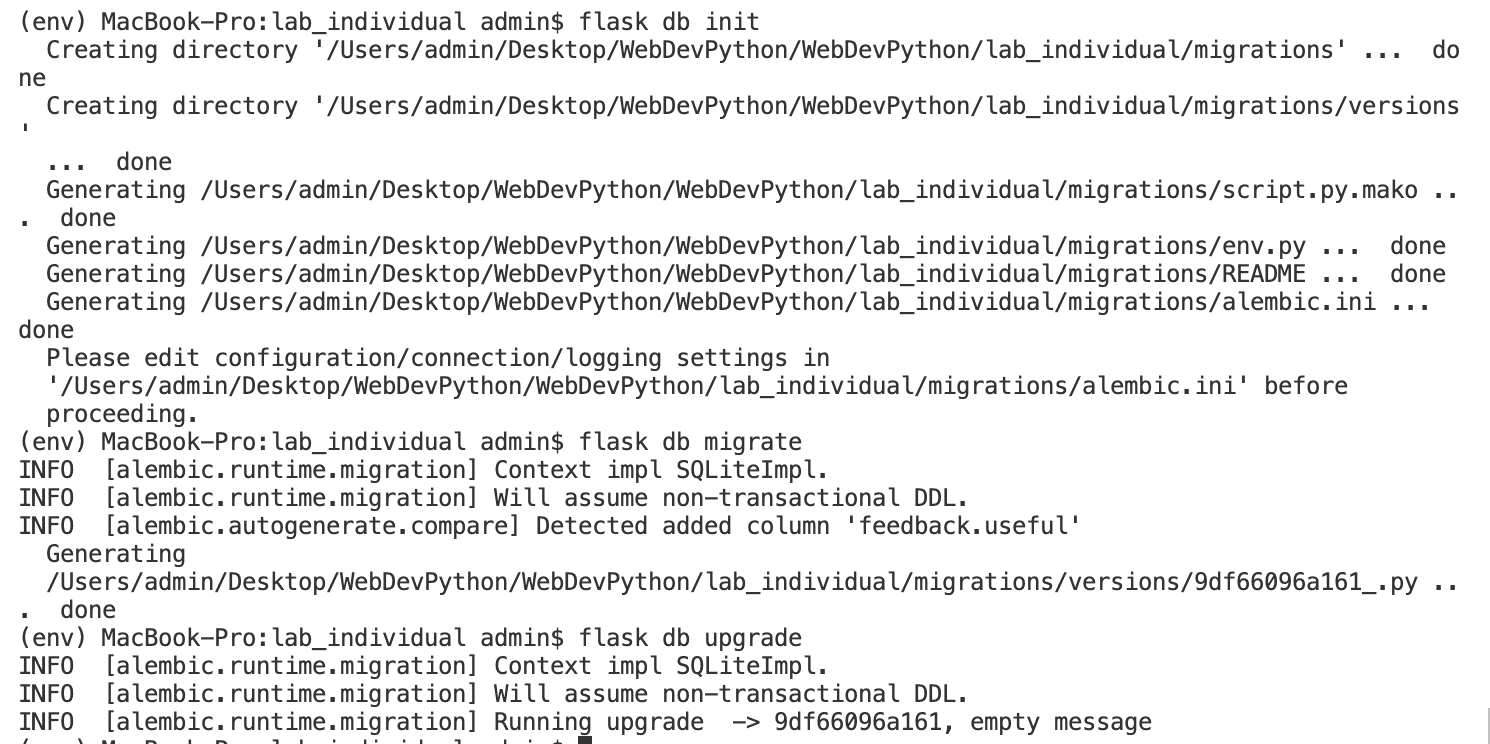 (env) MacBook-Pro:lab_individual admin$ flask db init
  Creating directory '/Users/admin/Desktop/WebDevPython/WebDevPython/lab_individual/migrations' ...  do
ne
  Creating directory '/Users/admin/Desktop/WebDevPython/WebDevPython/lab_individual/migrations/versions
'
  ...  done
  Generating /Users/admin/Desktop/WebDevPython/WebDevPython/lab_individual/migrations/script.py.mako ..
.  done
  Generating /Users/admin/Desktop/WebDevPython/WebDevPython/lab_individual/migrations/env.py ...  done
  Generating /Users/admin/Desktop/WebDevPython/WebDevPython/lab_individual/migrations/README ...  done
  Generating /Users/admin/Desktop/WebDevPython/WebDevPython/lab_individual/migrations/alembic.ini ...
done
  Please edit configuration/connection/logging settings in
  '/Users/admin/Desktop/WebDevPython/WebDevPython/lab_individual/migrations/alembic.ini' before
  proceeding.
(env) MacBook-Pro:lab_individual admin$ flask db migrate
INFO  [alembic.runtime.migration] Context impl SQLiteImpl.
INFO  [alembic.runtime.migration] Will assume non-transactional DDL.
INFO  [alembic.autogenerate.compare] Detected added column 'feedback.useful'
  Generating
  /Users/admin/Desktop/WebDevPython/WebDevPython/lab_individual/migrations/versions/9df66096a161_.py ..
.  done
(env) MacBook-Pro:lab_individual admin$ flask db upgrade
INFO  [alembic.runtime.migration] Context impl SQLiteImpl.
INFO  [alembic.runtime.migration] Will assume non-transactional DDL.
INFO  [alembic.runtime.migration] Running upgrade  -> 9df66096a161, empty message